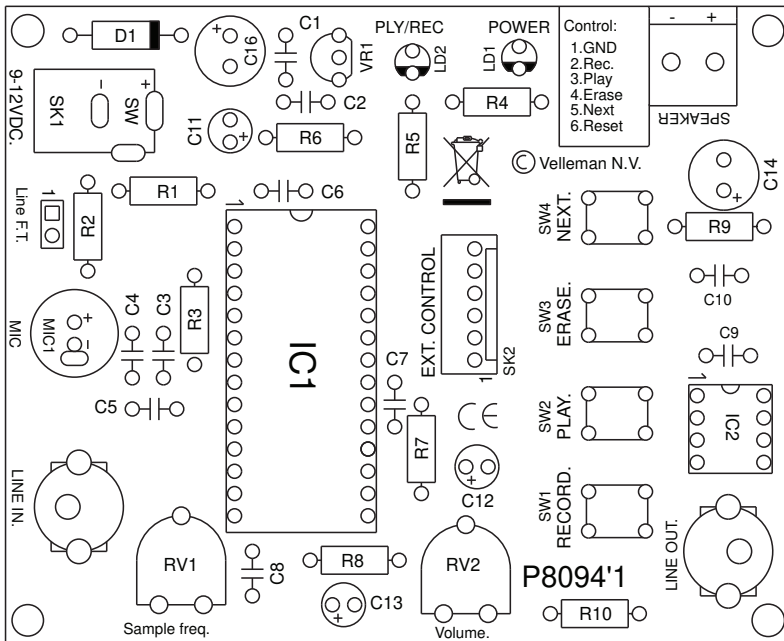 D1
C16
C1
VR1
PLY/REC
LD2
POWER
LD1
Control:
1.GND
2.Rec.
3.Play
4.Erase
5.Next
6.Reset
- +
SPEAKER
9-12VDC.
SK1
-
SW
+
C11
+
+
C2
R6
R5
R4
© Velleman N.V.
C14
+
Line F.T.
1
R2
R1
C6
1
SW4
NEXT.
R9
C10
MIC
MIC1
+
-
C4
C3
R3
IC1
C7
EXT. CONTROL
1
SK2
SW3
ERASE.
C9
C5
CE
SW2
PLAY.
1
IC2
R7
C12
+
LINE IN.
SW1
RECORD.
LINE OUT.
RV1
C8
R8
C13
+
RV2
P8094'1
R10
Sample freq.
Volume.